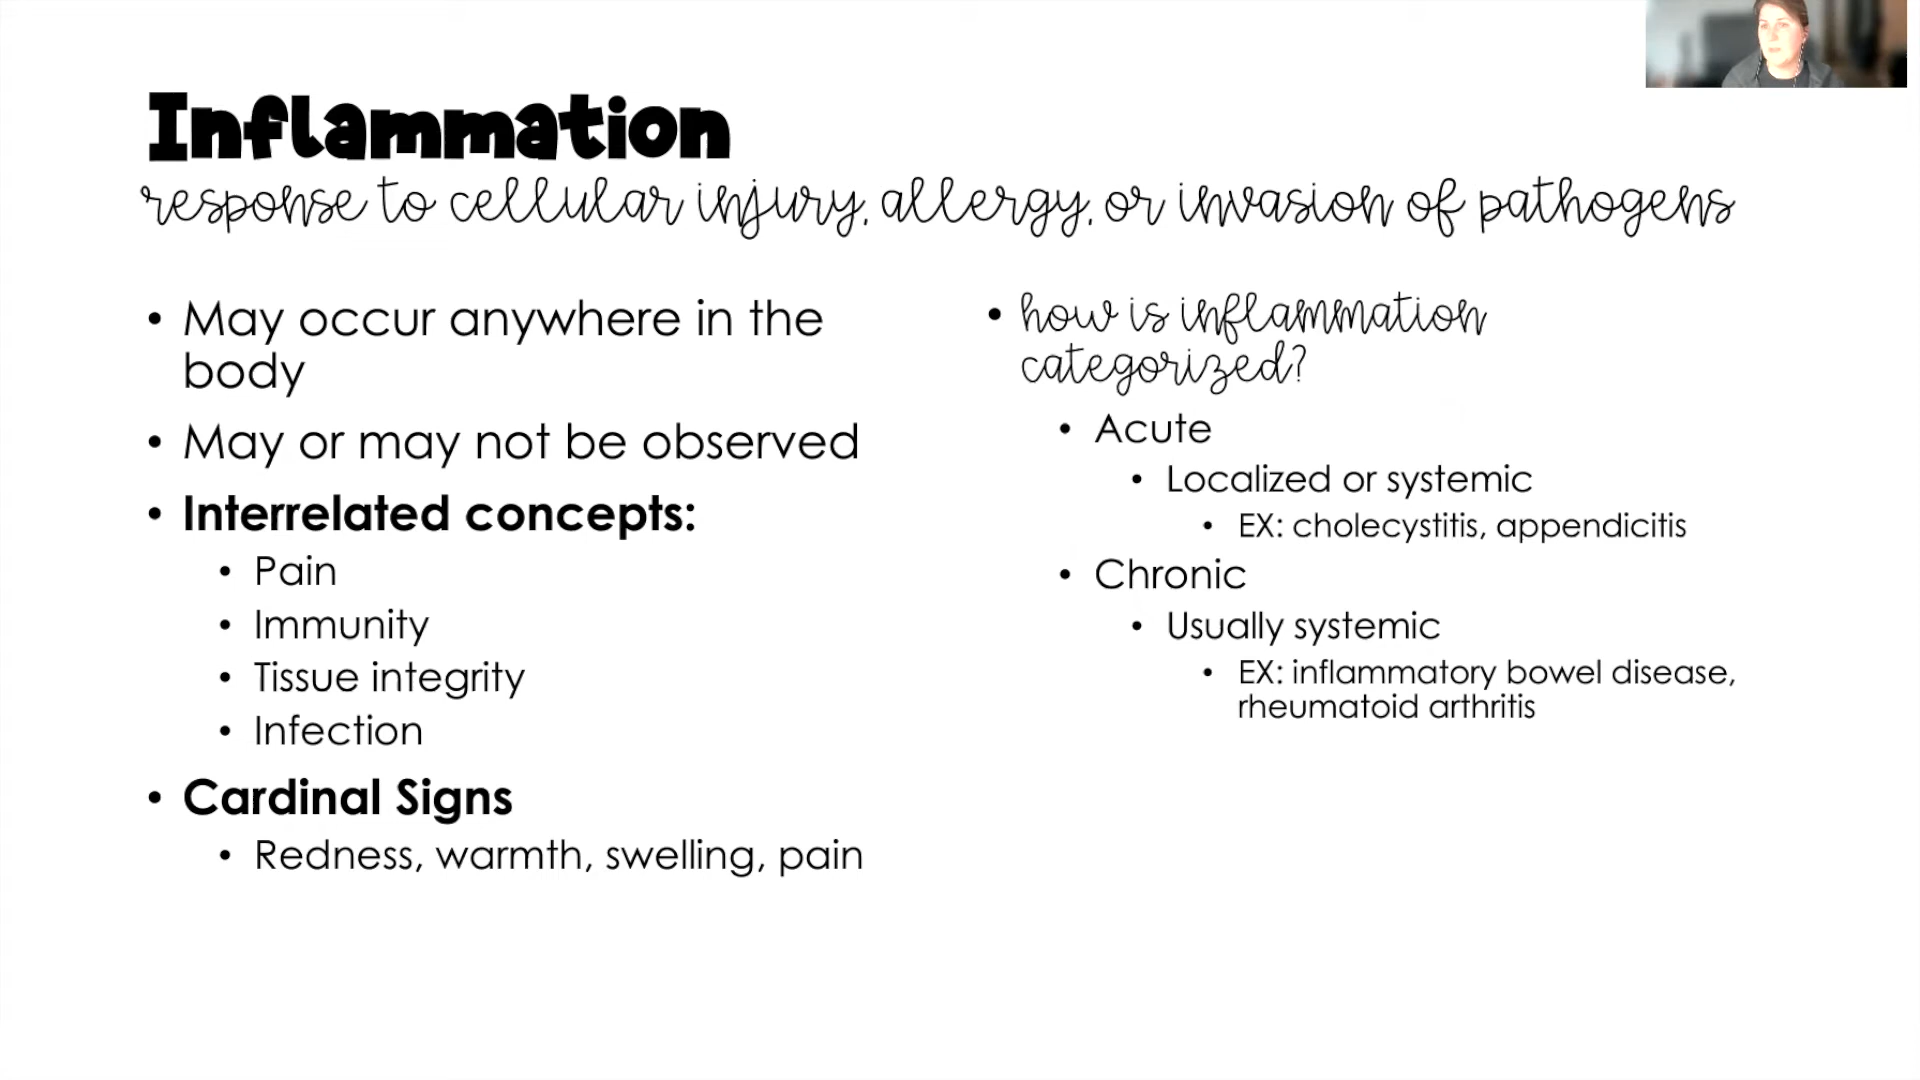 Inflammation
response to cellular injury, allergy, or invasion of pathogens
• May occur anywhere in the
body
• May or may not be observed
• Interrelated concepts:
• Pain
• Immunity
• Tissue integrity
• Infection
• Cardinal Signs
• Redness, warmth, swelling, pain
• how is inflammation
categorized?
• Acute
• Localized or systemic
• EX: cholecystitis, appendicitis
• Chronic
• Usually systemic
• EX: inflammatory bowel disease,
rheumatoid arthritis